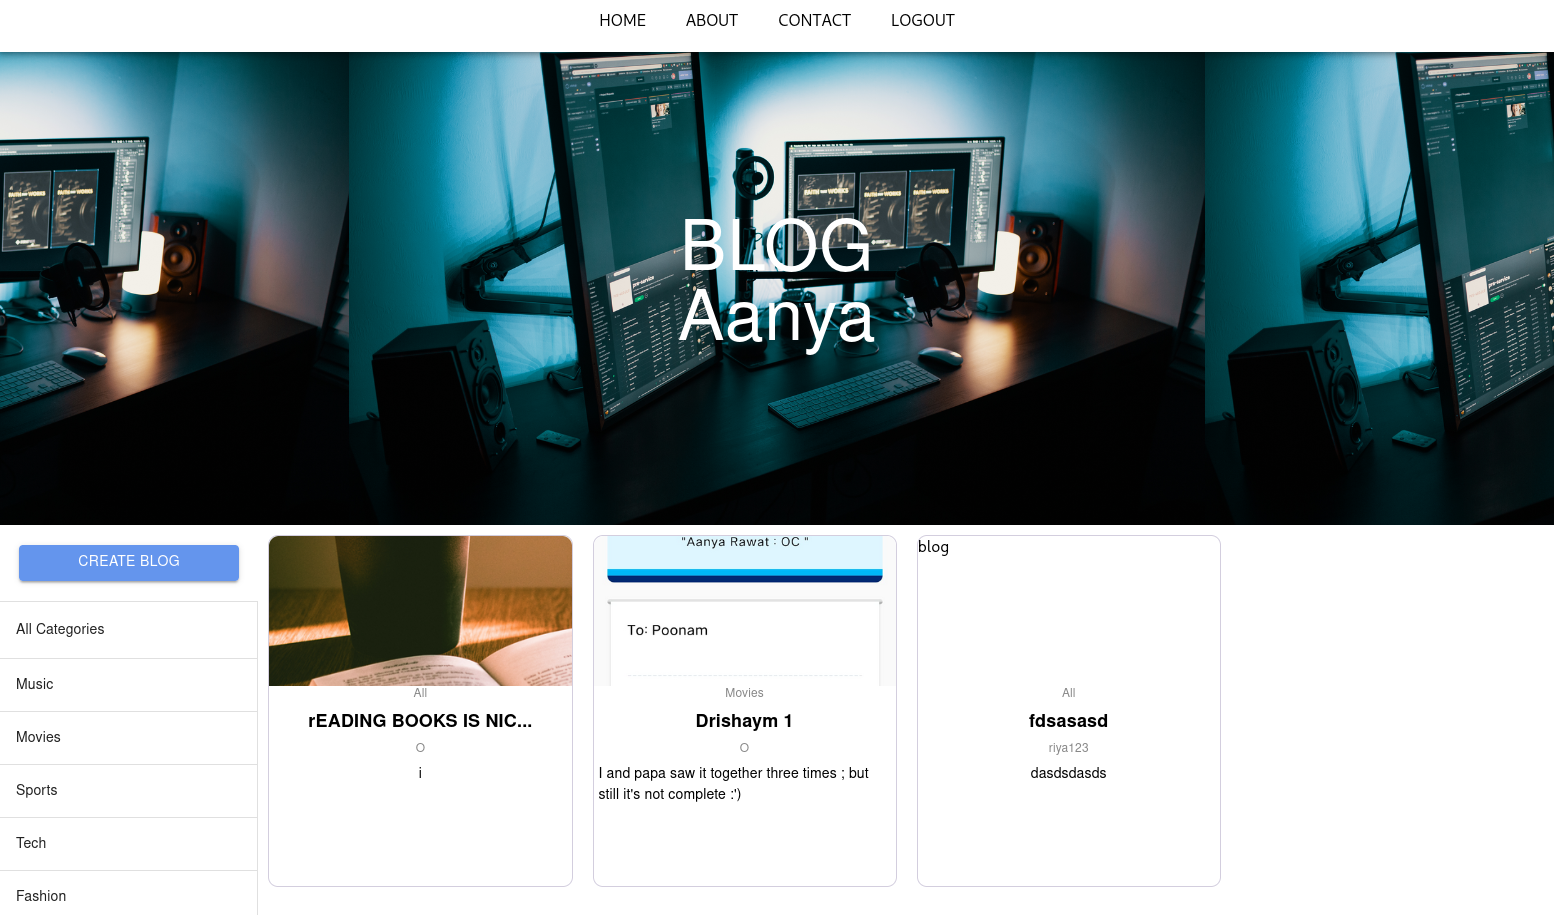 HOME ABOUT CONTACT LOGOUT
BLOG
Aanya
CREATE BLOG
All Categories
Music
Movies
Sports
Tech
Fashion
All
rEADING BOOKS IS NIC...
O
i
"Aanya Rawat : OC "
To: Poonam
Movies
Drishaym 1
O
I and papa saw it together three times ; but
still it's not complete :')
blog
All
fdsasasd
riya123
dasdsdasds